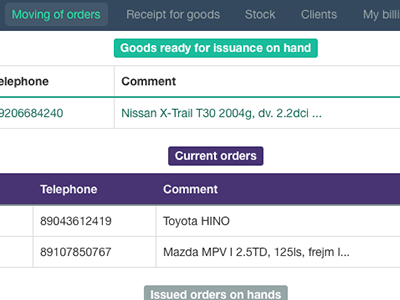 Moving of orders Receipt for goods Stock Clients My billi
Goods ready for issuance on hand
elephone Comment
9206684240 Nissan X-Trail T30 2004g, dv. 2.2dci ...
Current orders
Telephone Comment
89043612419 Toyota HINO
89107850767 Mazda MPV I 2.5TD, 125ls, frejm l...
Issued orders on hands